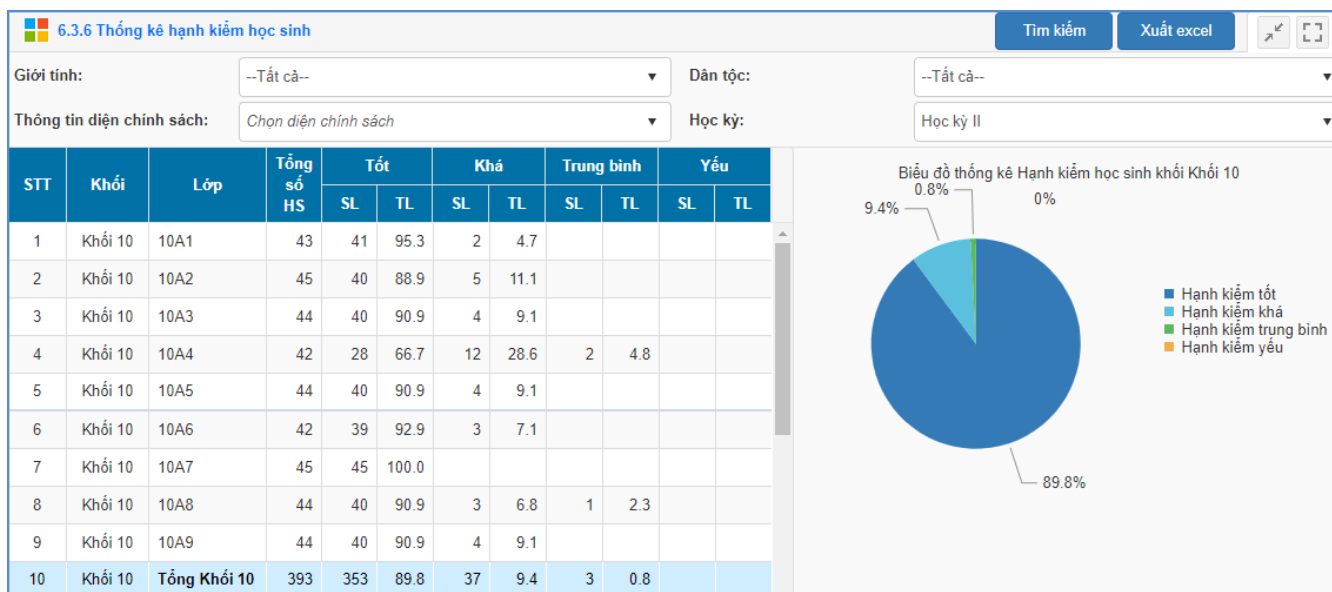 6.3.6 Thống kê hạnh kiểm học sinh Tìm kiếm Xuất excel
Giới tính: --Tất cả-- Dân tộc: --Tất cả--
Thông tin diện chính sách: Chọn diện chính sách Học kỳ: Học kỳ II
STT Khối Lớp Tổng số HS Tốt Khá Trung bình Yếu
SL TL SL TL SL TL SL TL
1 Khối 10 10A1 43 41 95.3 2 4.7
2 Khối 10 10A2 45 40 88.9 5 11.1
3 Khối 10 10A3 44 40 90.9 4 9.1
4 Khối 10 10A4 42 28 66.7 12 28.6 2 4.8
5 Khối 10 10A5 44 40 90.9 4 9.1
6 Khối 10 10A6 42 39 92.9 3 7.1
7 Khối 10 10A7 45 45 100.0
8 Khối 10 10A8 44 40 90.9 3 6.8 1 2.3
9 Khối 10 10A9 44 40 90.9 4 9.1
10 Khối 10 Tổng Khối 10 393 353 89.8 37 9.4 3 0.8
Biểu đồ thống kê Hạnh kiểm học sinh khối Khối 10
0.8%
0%
9.4%
89.8%
Hạnh kiểm tốt
Hạnh kiểm khá
Hạnh kiểm trung bình
Hạnh kiểm yếu